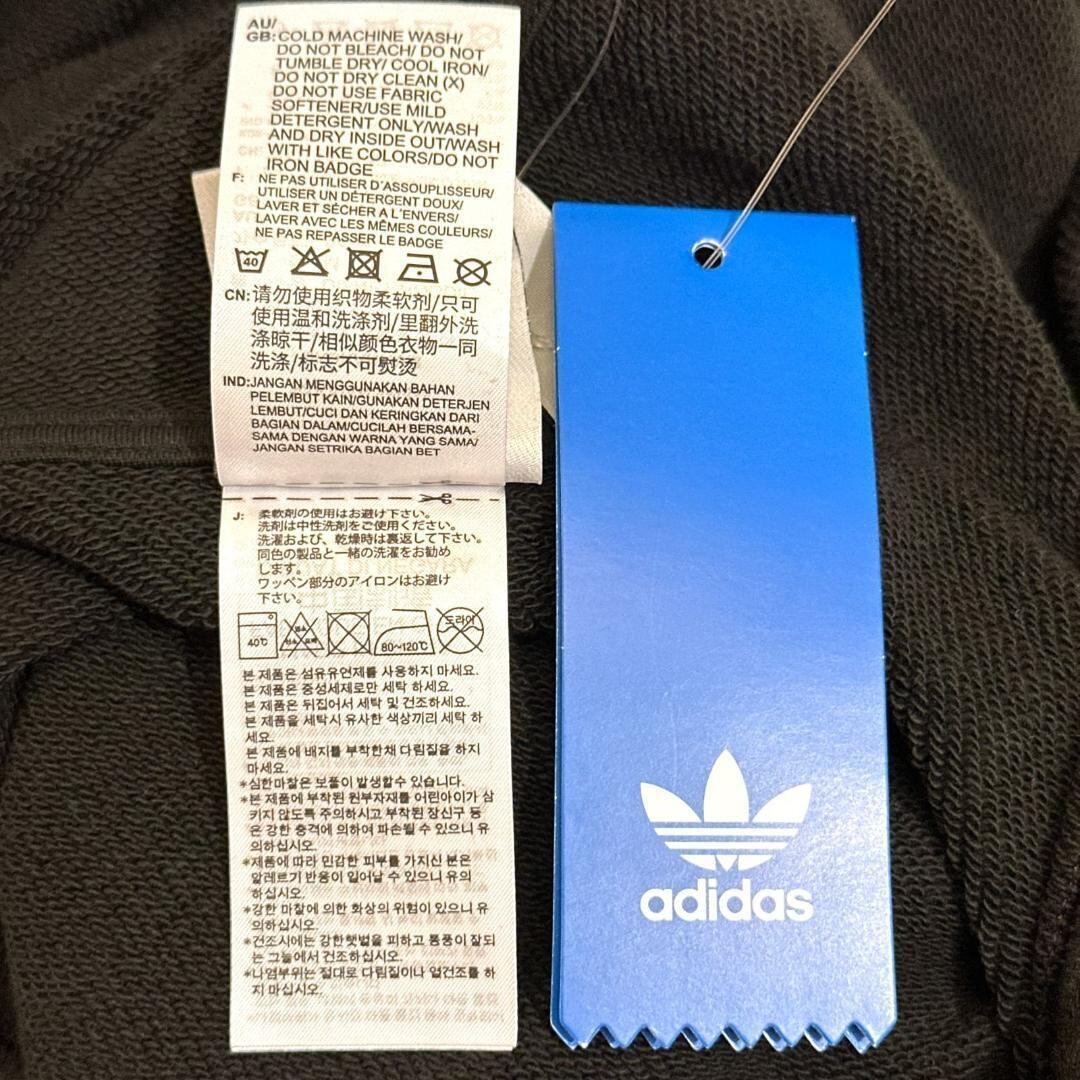 AU/
GB: COLD MACHINE WASH/
DO NOT BLEACH/ DO NOT
TUMBLE DRY/ COOL IRON/
DO NOT DRY CLEAN (X)
DO NOT USE FABRIC
SOFTENER/USE MILD
DETERGENT ONLY/WASH
AND DRY INSIDE OUT/WASH
WITH LIKE COLORS/DO NOT
IRON BADGE
F: NE PAS UTILISER D'ASSOUPLISSEUR/
UTILISER UN DÉTERGENT DOUX/
LAVER ET SÉCHER A L'ENVERS/
LAVER AVEC LES MÊMES COULEURS/
NE PAS REPASSER LE BADGE
40
CN: 请勿使用织物柔软剂/只可
使用温和洗涤剂/里翻外洗
涤晾干/相似颜色衣物一同
洗涤/标志不可熨烫
IND: JANGAN MENGGUNAKAN BAHAN
PELEMBUT KAIN/GUNAKAN DETERJEN
LEMBUT/CUCI DAN KERINGKAN DARI
BAGIAN DALAM/CUCILAH BERSAMA-
SAMA DENGAN WARNA YANG SAMA/
JANGAN SETRIKA BAGIAN BET
J: 柔軟剤の使用はお避け下さい。
洗剤は中性洗剤をご使用ください。
洗濯および、乾燥時は裏返して下さい。
同色の製品と一緒の洗濯をお勧め
します。
ワッペン部分のアイロンはお避け
下さい。
40℃
80~120℃
드라이
본 제품은 섬유유연제를 사용하지 마세요.
본 제품은 중성세제로만 세탁 하세요.
본 제품은 뒤집어서 세탁 및 건조하세요.
본 제품을 세탁시 유사한 색상끼리 세탁 하
세요.
본 제품에 배지를 부착한채 다림질을 하지
마세요.
*심한마찰은 보풀이 발생할수 있습니다.
*본 제품에 부착된 원부자재를 어린아이가 삼
키지 않도록 주의하시고 부착된 장신구 등
은 강한 충격에 의하여 파손될 수 있으니 유
의하십시오.
*제품에 따라 민감한 피부를 가지신 분은
알레르기 반응이 일어날 수 있으니 유의
하십시오.
*강한 마찰에 의한 화상의 위험이 있으니 유
의하십시오.
*건조시에는 강한햇볕을 피하고 통풍이 잘되
는 그늘에서 건조하십시오.
*나염부위는 절대로 다림질이나 열건조를 하
지 마십시오.
adidas